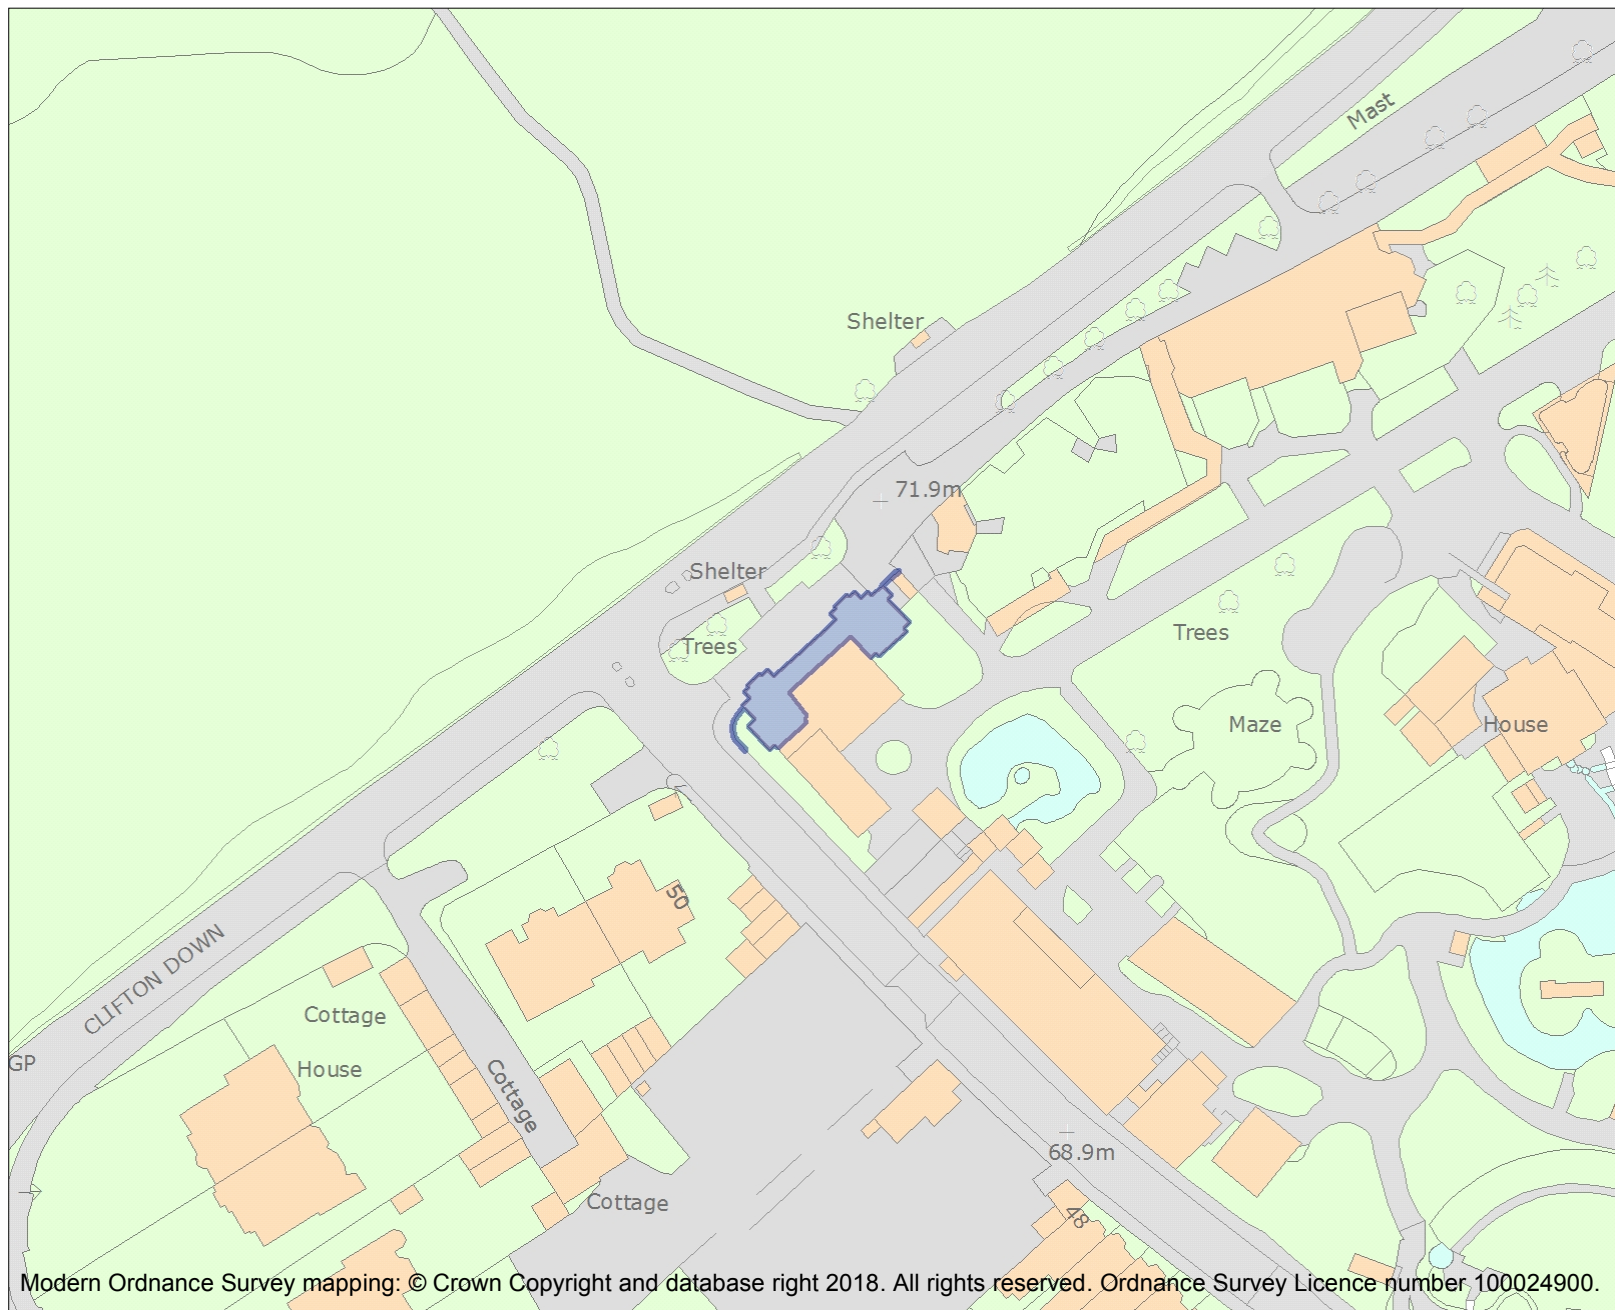 Mast
Shelter
71.9m
Shelter
Trees
Trees
Maze
House
50
CLIFTON DOWN
Cottage
GP
House
Cottage
68.9m
Cottage
48
Modern Ordnance Survey mapping: © Crown Copyright and database right 2018. All rights reserved. Ordnance Survey Licence number 100024900.